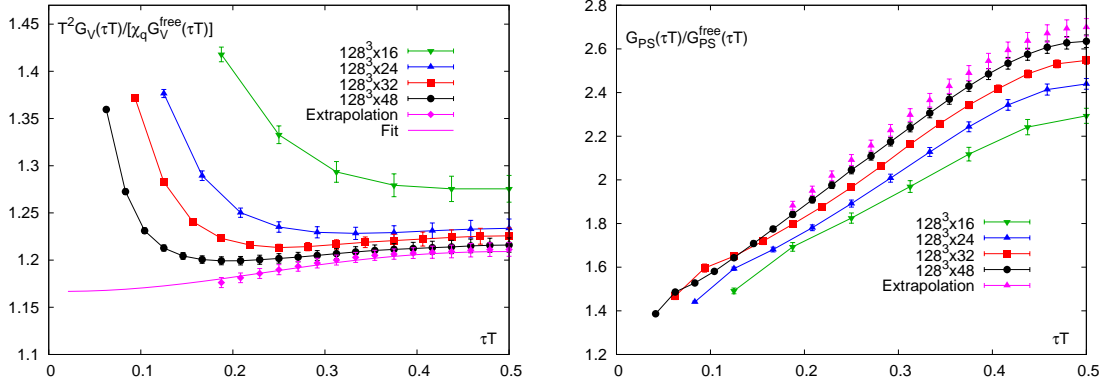 T²G_V(τT)/[χ_qG_V^free(τT)]
128³x16
128³x24
128³x32
128³x48
Extrapolation
Fit
1.45
1.4
1.35
1.3
1.25
1.2
1.15
1.1
0
0.1
0.2
0.3
0.4
0.5
τT
G_PS(τT)/G_PS^free(τT)
128³x16
128³x24
128³x32
128³x48
Extrapolation
2.8
2.6
2.4
2.2
2
1.8
1.6
1.4
1.2
0
0.1
0.2
0.3
0.4
0.5
τT